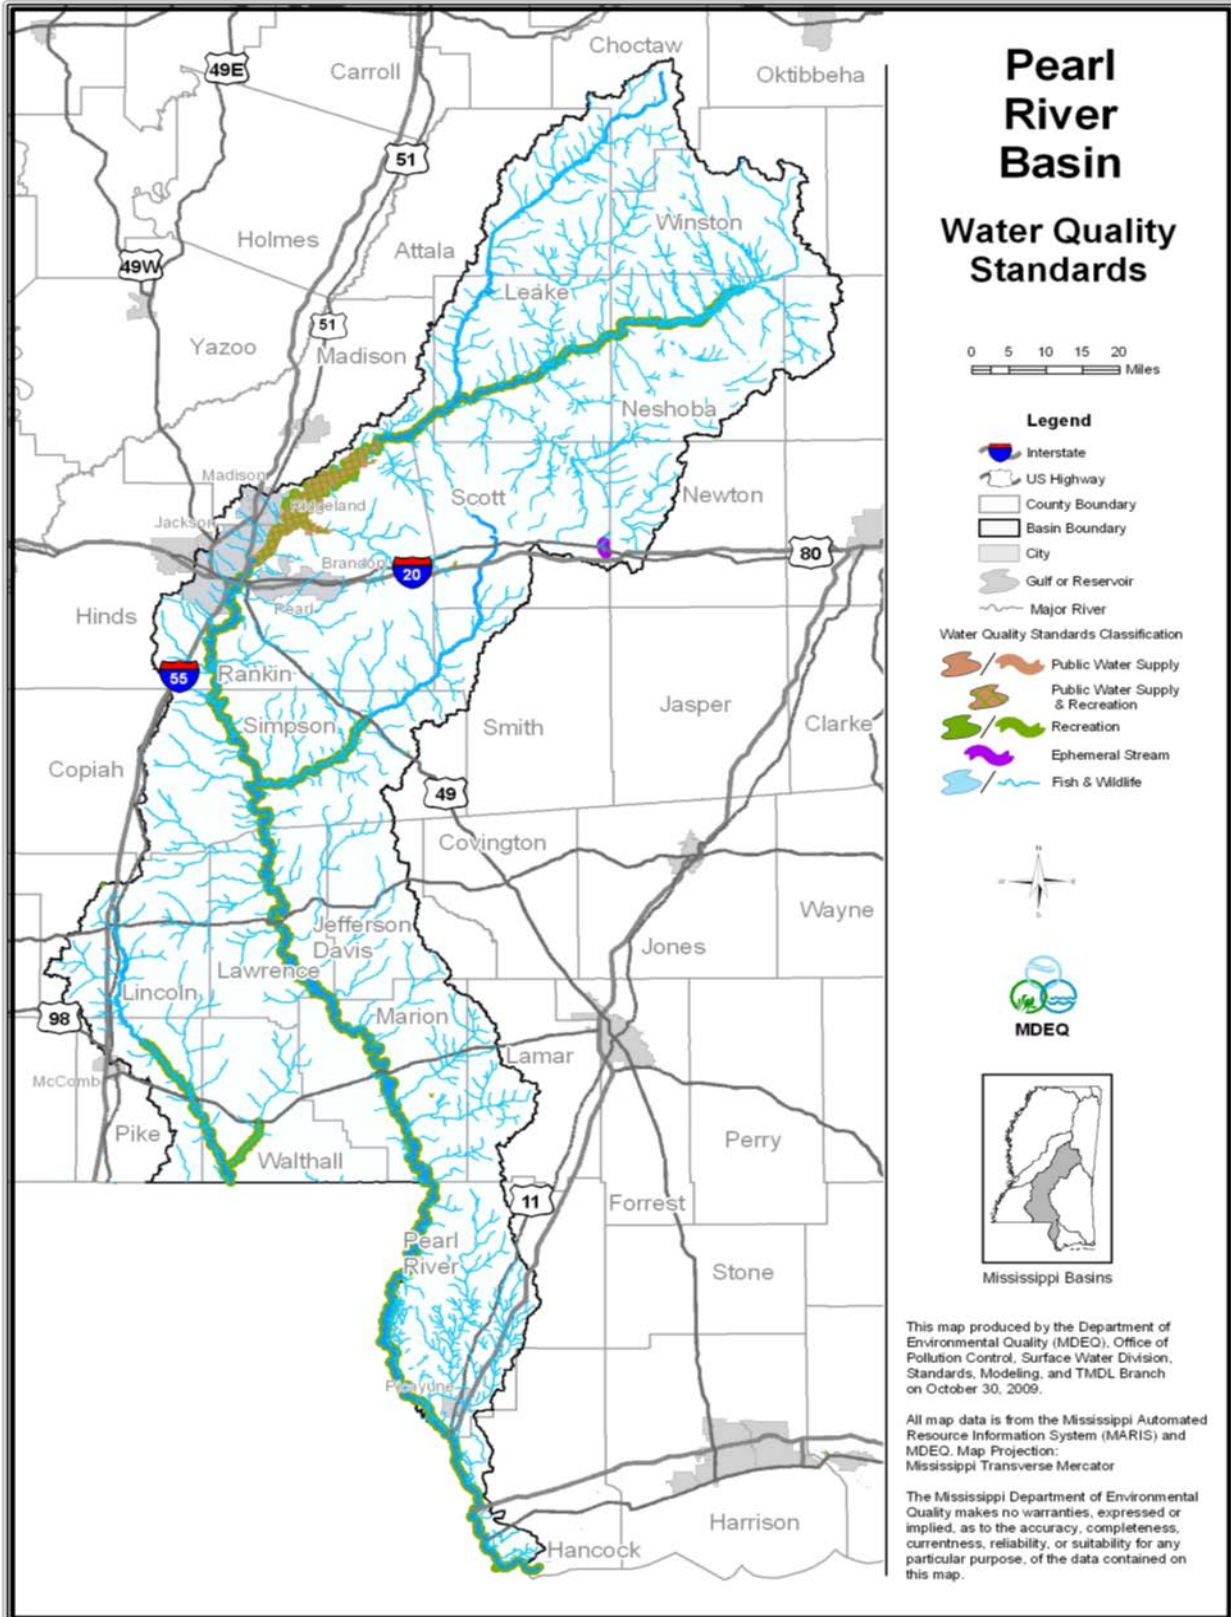 Pearl
River
Basin
Water Quality
Standards
0 5 10 15 20
Miles
Legend
Interstate
US Highway
County Boundary
Basin Boundary
City
Gulf or Reservoir
Major River
Water Quality Standards Classification
Public Water Supply
Public Water Supply
& Recreation
Recreation
Ephemeral Stream
Fish & Wildlife
N
W E
S
MDEQ
Mississippi Basins
This map produced by the Department of
Environmental Quality (MDEQ), Office of
Pollution Control, Surface Water Division,
Standards, Modeling, and TMDL Branch
on October 30, 2009.
All map data is from the Mississippi Automated
Resource Information System (MARIS) and
MDEQ. Map Projection:
Mississippi Transverse Mercator
The Mississippi Department of Environmental
Quality makes no warranties, expressed or
implied, as to the accuracy, completeness,
currentness, reliability, or suitability for any
particular purpose, of the data contained on
this map.
Choctaw
49E
Carroll
Oktibbeha
51
Winston
Holmes
Attala
49W
Leake
51
Yazoo
Madison
Neshoba
Madison
Scott
Newton
Ridgeland
Jackson
80
Brandon
20
Pearl
Hinds
Rankin
55
Jasper
Simpson
Smith
Clarke
Copiah
49
Covington
Wayne
Jefferson
Davis
Jones
Lawrence
Lincoln
98
Marion
Lamar
McComb
Pike
Perry
Walthall
11
Forrest
Pearl
River
Stone
Picayune
Harrison
Hancock